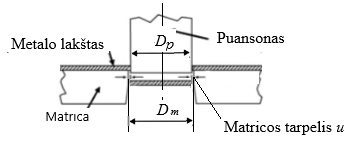 Puansonas
Metalo lakštas
Dp
Matrica
Dm
Matricos tarpelis u